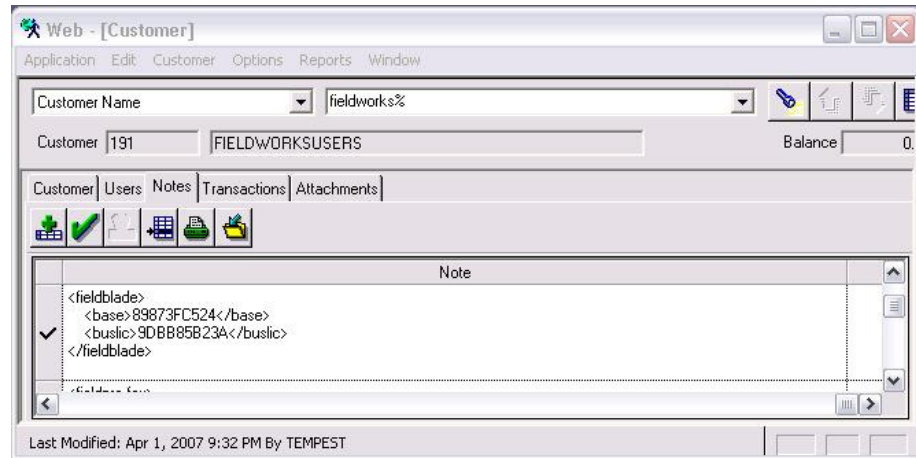 Web - [Customer]
Application Edit Customer Options Reports Window
Customer Name fieldworks%
Customer 191 FIELDWORKSUSERS Balance 0.
Customer Users Notes Transactions Attachments
Note
<fieldblade>
<base>89873FC524</base>
<buslic>9DBB85B23A</buslic>
</fieldblade>
Last Modified: Apr 1, 2007 9:32 PM By TEMPEST